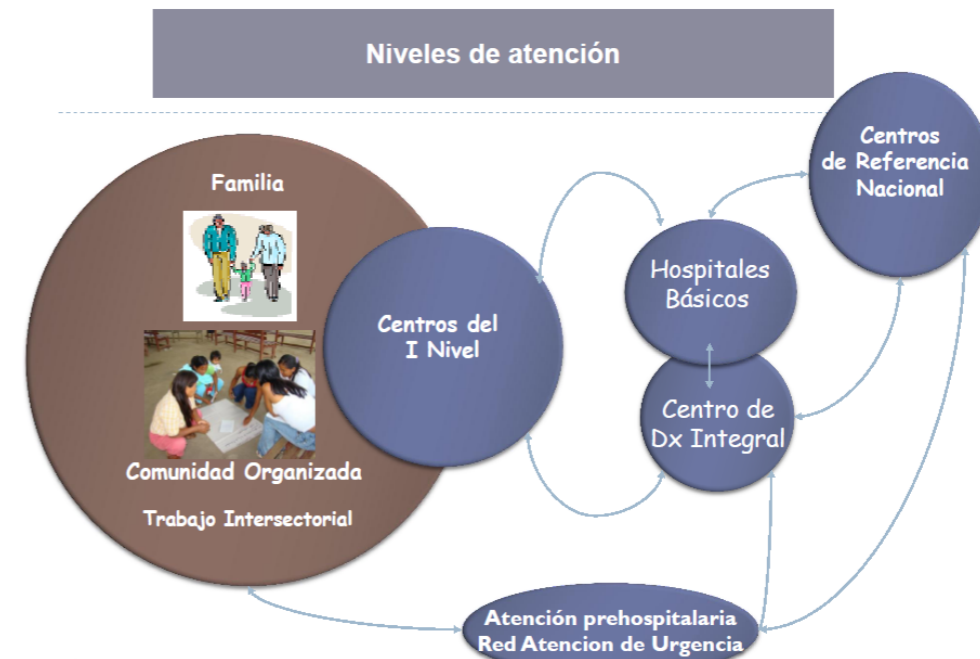 Niveles de atención
Centros
de Referencia
Nacional
Familia
Hospitales
Básicos
Centros del
I Nivel
Centro de
Dx Integral
Comunidad Organizada
Trabajo Intersectorial
Atención prehospitalaria
Red Atencion de Urgencia